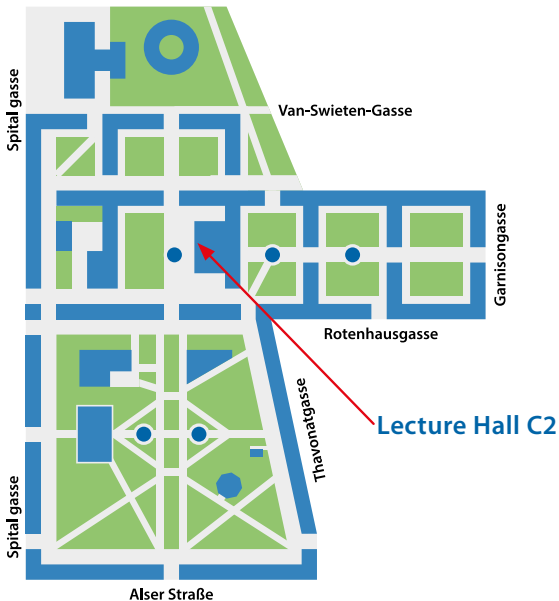 Spital gasse
Van-Swieten-Gasse
Garnisongasse
Rotenhausgasse
Thavonatgasse
Lecture Hall C2
Spital gasse
Alser Straße